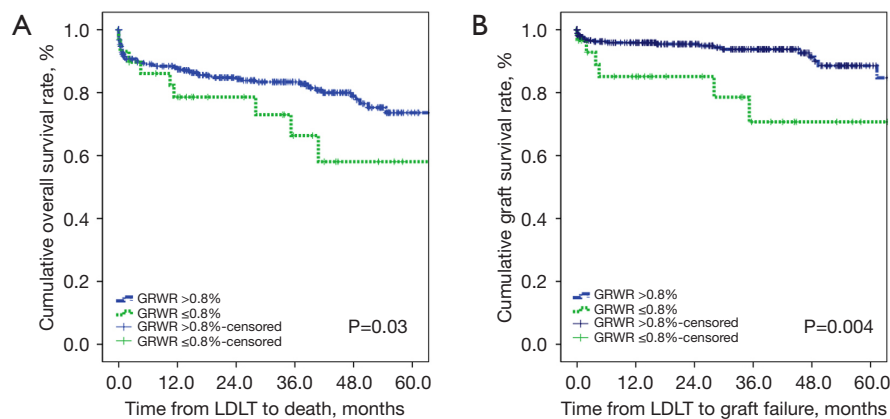 A
Cumulative overall survival rate, %
1.0
0.8
0.6
0.4
0.2
0.0
GRWR >0.8%
GRWR ≤0.8%
GRWR >0.8%-censored
GRWR ≤0.8%-censored
P=0.03
0.0 12.0 24.0 36.0 48.0 60.0
Time from LDLT to death, months
B
Cumulative graft survival rate, %
1.0
0.8
0.6
0.4
0.2
0.0
GRWR >0.8%
GRWR ≤0.8%
GRWR >0.8%-censored
GRWR ≤0.8%-censored
P=0.004
0.0 12.0 24.0 36.0 48.0 60.0
Time from LDLT to graft failure, months